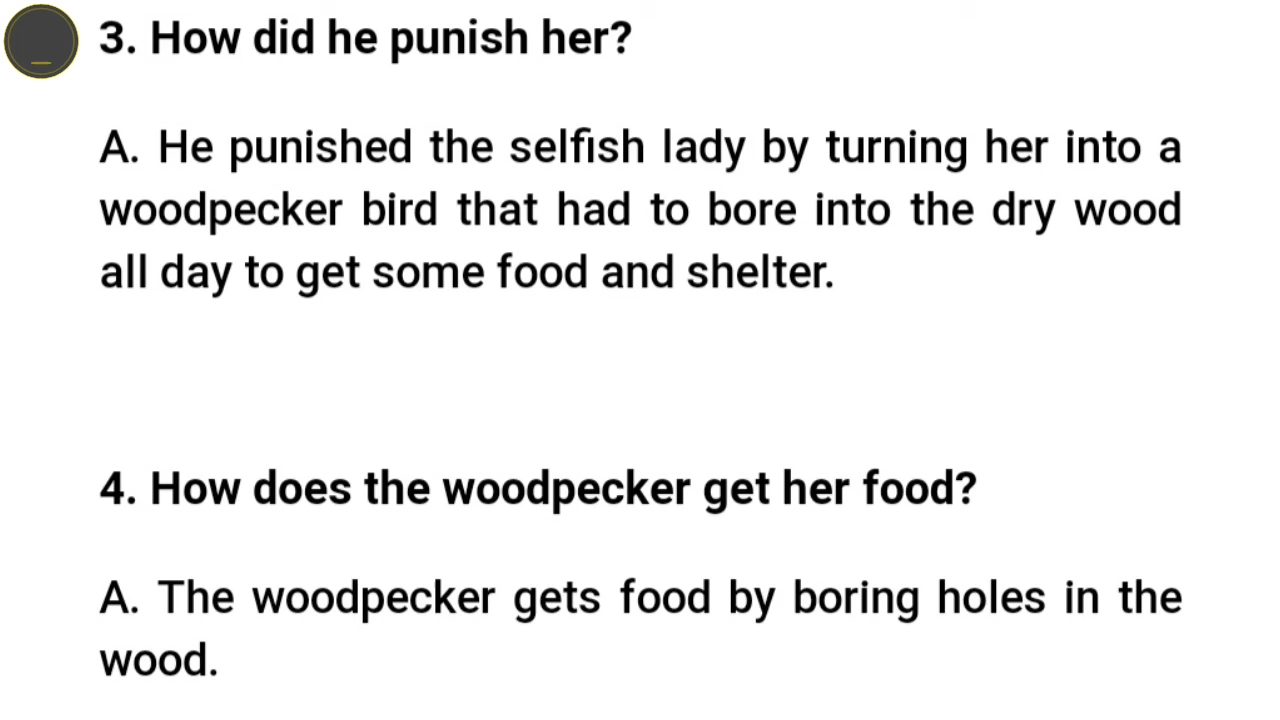 3. How did he punish her?
A. He punished the selfish lady by turning her into a
woodpecker bird that had to bore into the dry wood
all day to get some food and shelter.
4. How does the woodpecker get her food?
A. The woodpecker gets food by boring holes in the
wood.